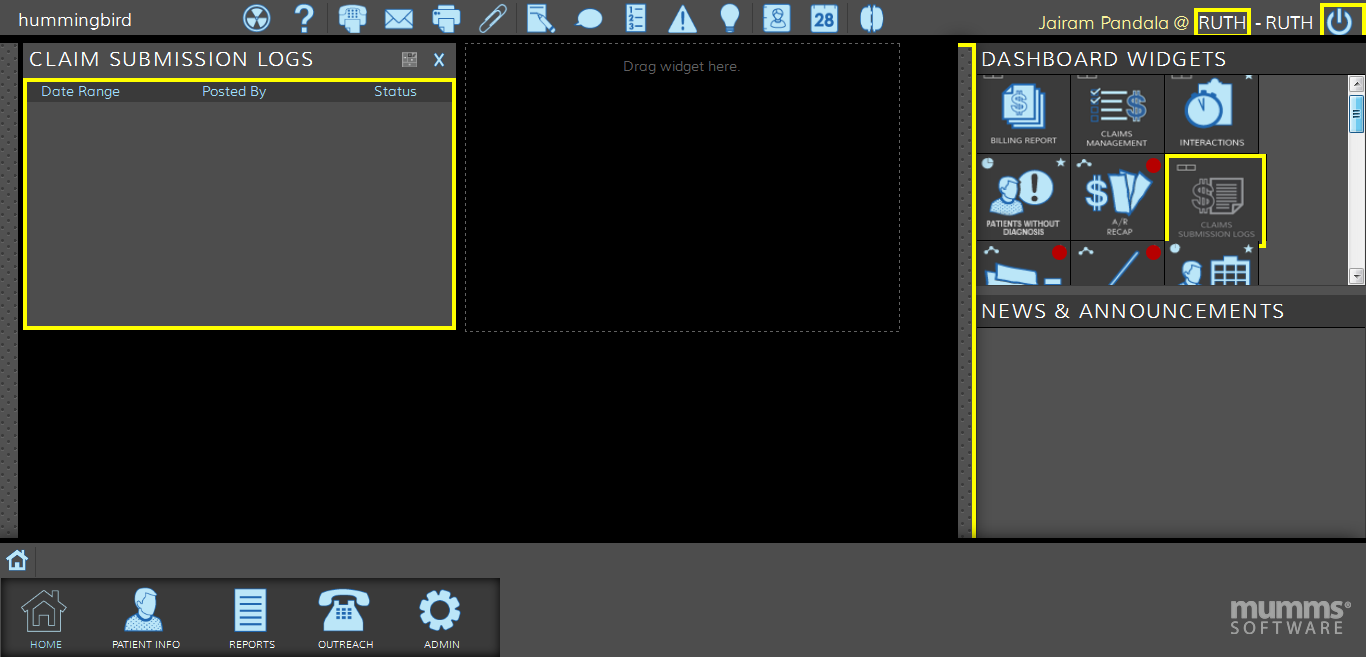 hummingbird
28
Jairam Pandala @ RUTH - RUTH
CLAIM SUBMISSION LOGS
X
Date Range Posted By Status
Drag widget here.
DASHBOARD WIDGETS
BILLING REPORT
CLAIMS
MANAGEMENT
INTERACTIONS
PATIENTS WITHOUT
DIAGNOSIS
A/R
RECAP
CLAIMS
SUBMISSION LOGS
NEWS & ANNOUNCEMENTS
HOME
PATIENT INFO
REPORTS
OUTREACH
ADMIN
mumms®
SOFTWARE